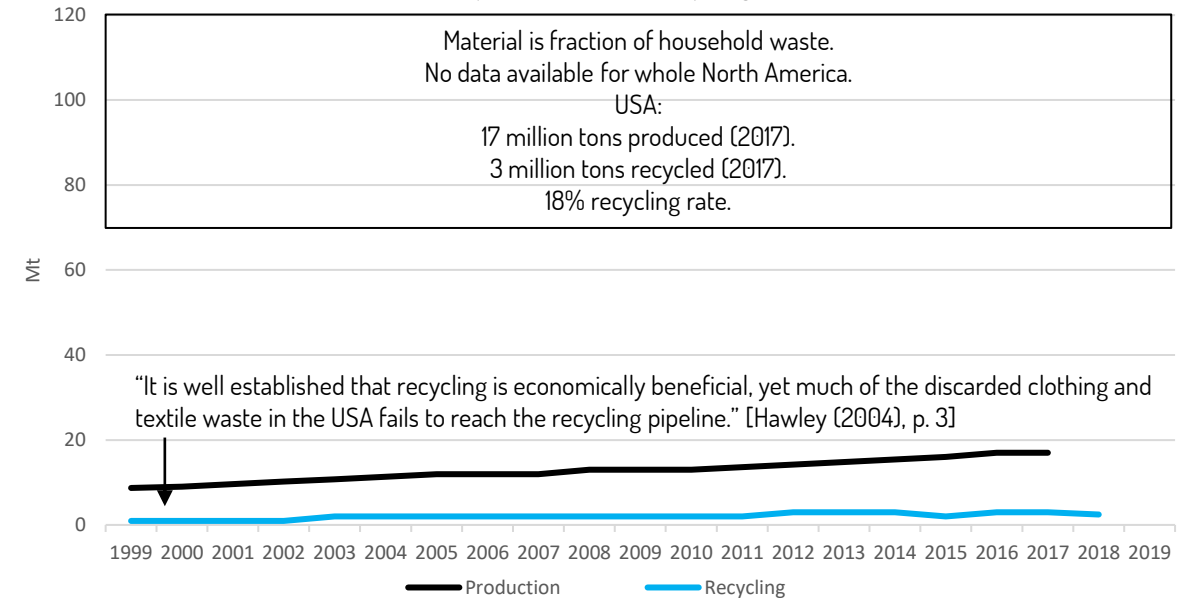 120
Material is fraction of household waste.
No data available for whole North America.
100
USA:
17 million tons produced (2017).
3 million tons recycled (2017).
80
18% recycling rate.
Mt
60
40
“It is well established that recycling is economically beneficial, yet much of the discarded clothing and
textile waste in the USA fails to reach the recycling pipeline.” [Hawley (2004), p. 3]
20
0
1999 2000 2001 2002 2003 2004 2005 2006 2007 2008 2009 2010 2011 2012 2013 2014 2015 2016 2017 2018 2019
Production Recycling